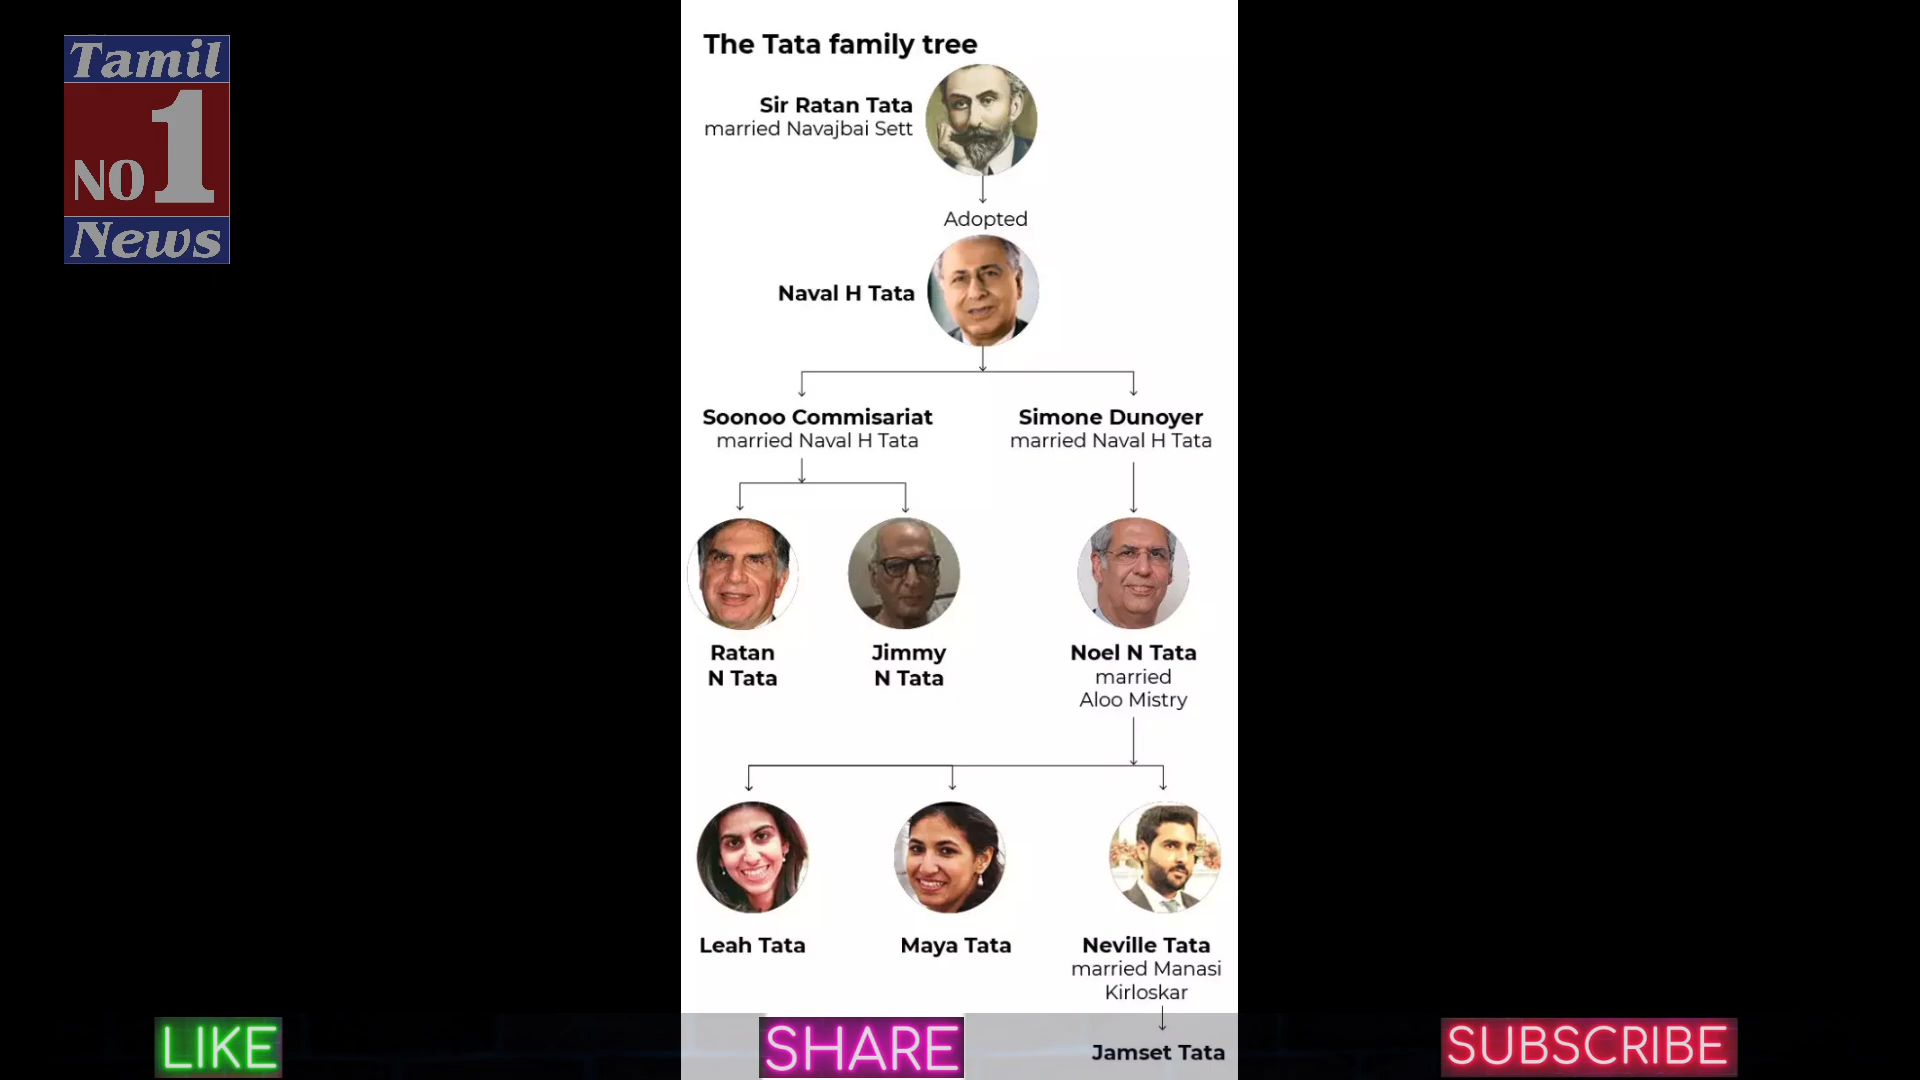 Tamil
NO 1
News
The Tata family tree
Sir Ratan Tata
married Navajbai Sett
Adopted
Naval H Tata
Soonoo Commisariat
married Naval H Tata
Simone Dunoyer
married Naval H Tata
Ratan
N Tata
Jimmy
N Tata
Noel N Tata
married
Aloo Mistry
Leah Tata
Maya Tata
Neville Tata
married Manasi
Kirloskar
Jamset Tata
LIKE
SHARE
SUBSCRIBE